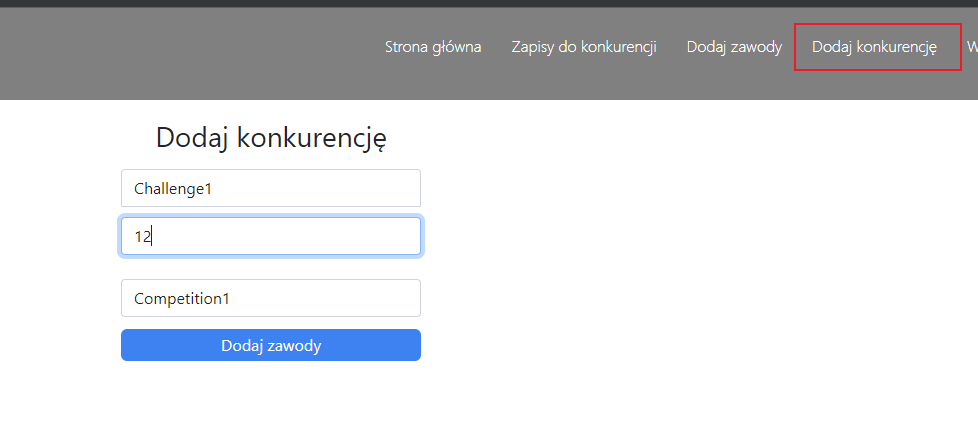 Strona główna Zapisy do konkurencji Dodaj zawody Dodaj konkurencję W
Dodaj konkurencję
Challenge1
12
Competition1
Dodaj zawody